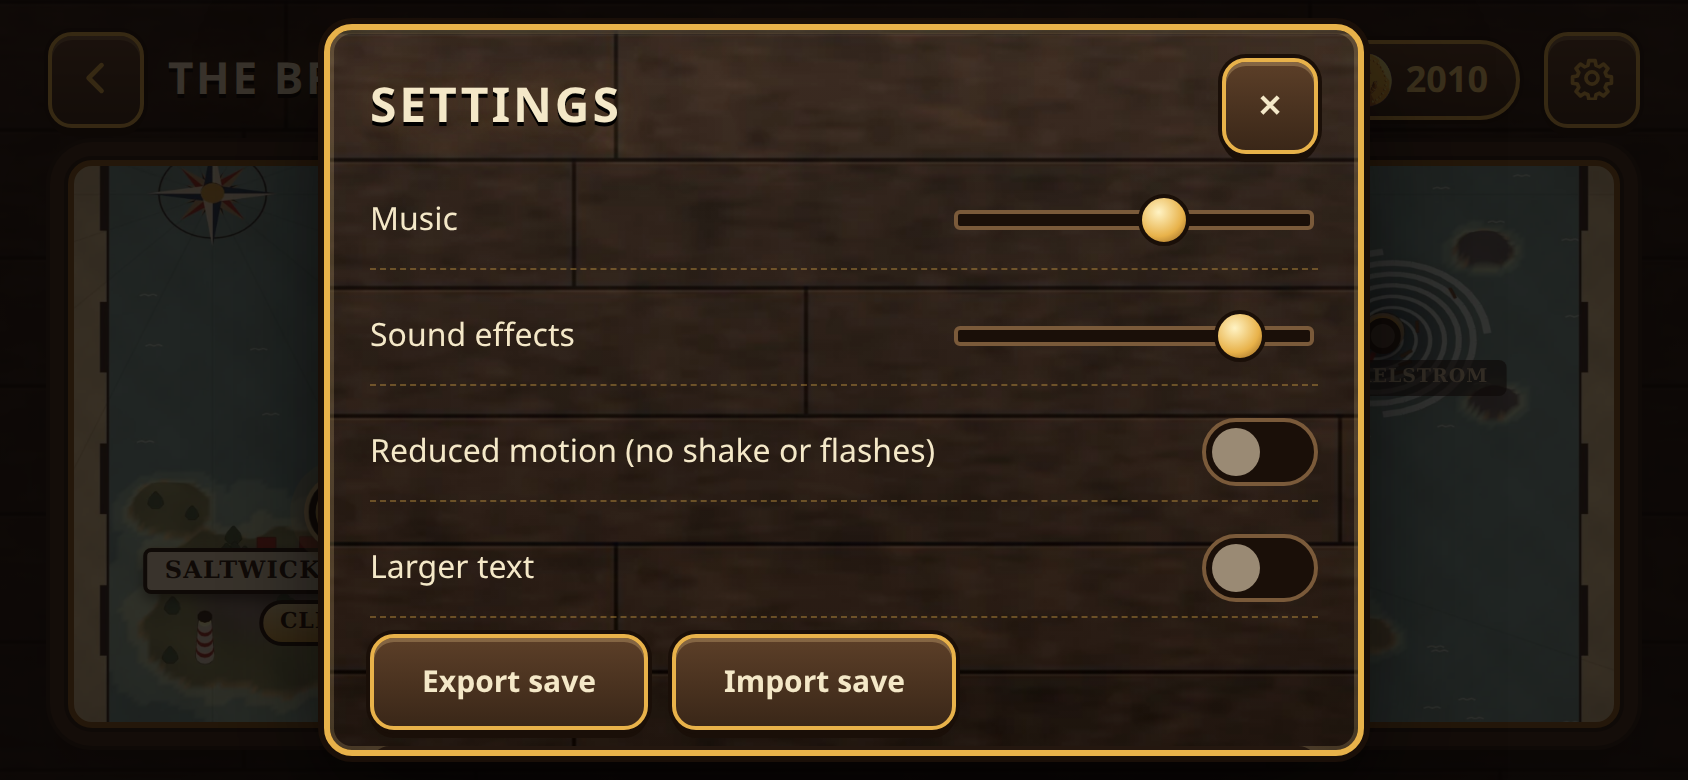 THE
2010
SETTINGS
×
Music
Sound effects
Reduced motion (no shake or flashes)
Larger text
SALTWICK
ELSTROM
Export save
Import save